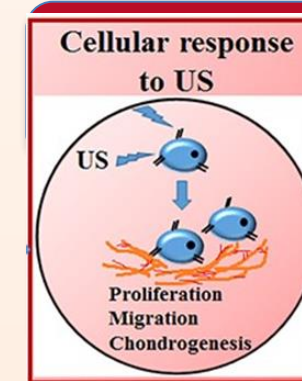 Cellular response
to US
US
Proliferation
Migration
Chondrogenesis